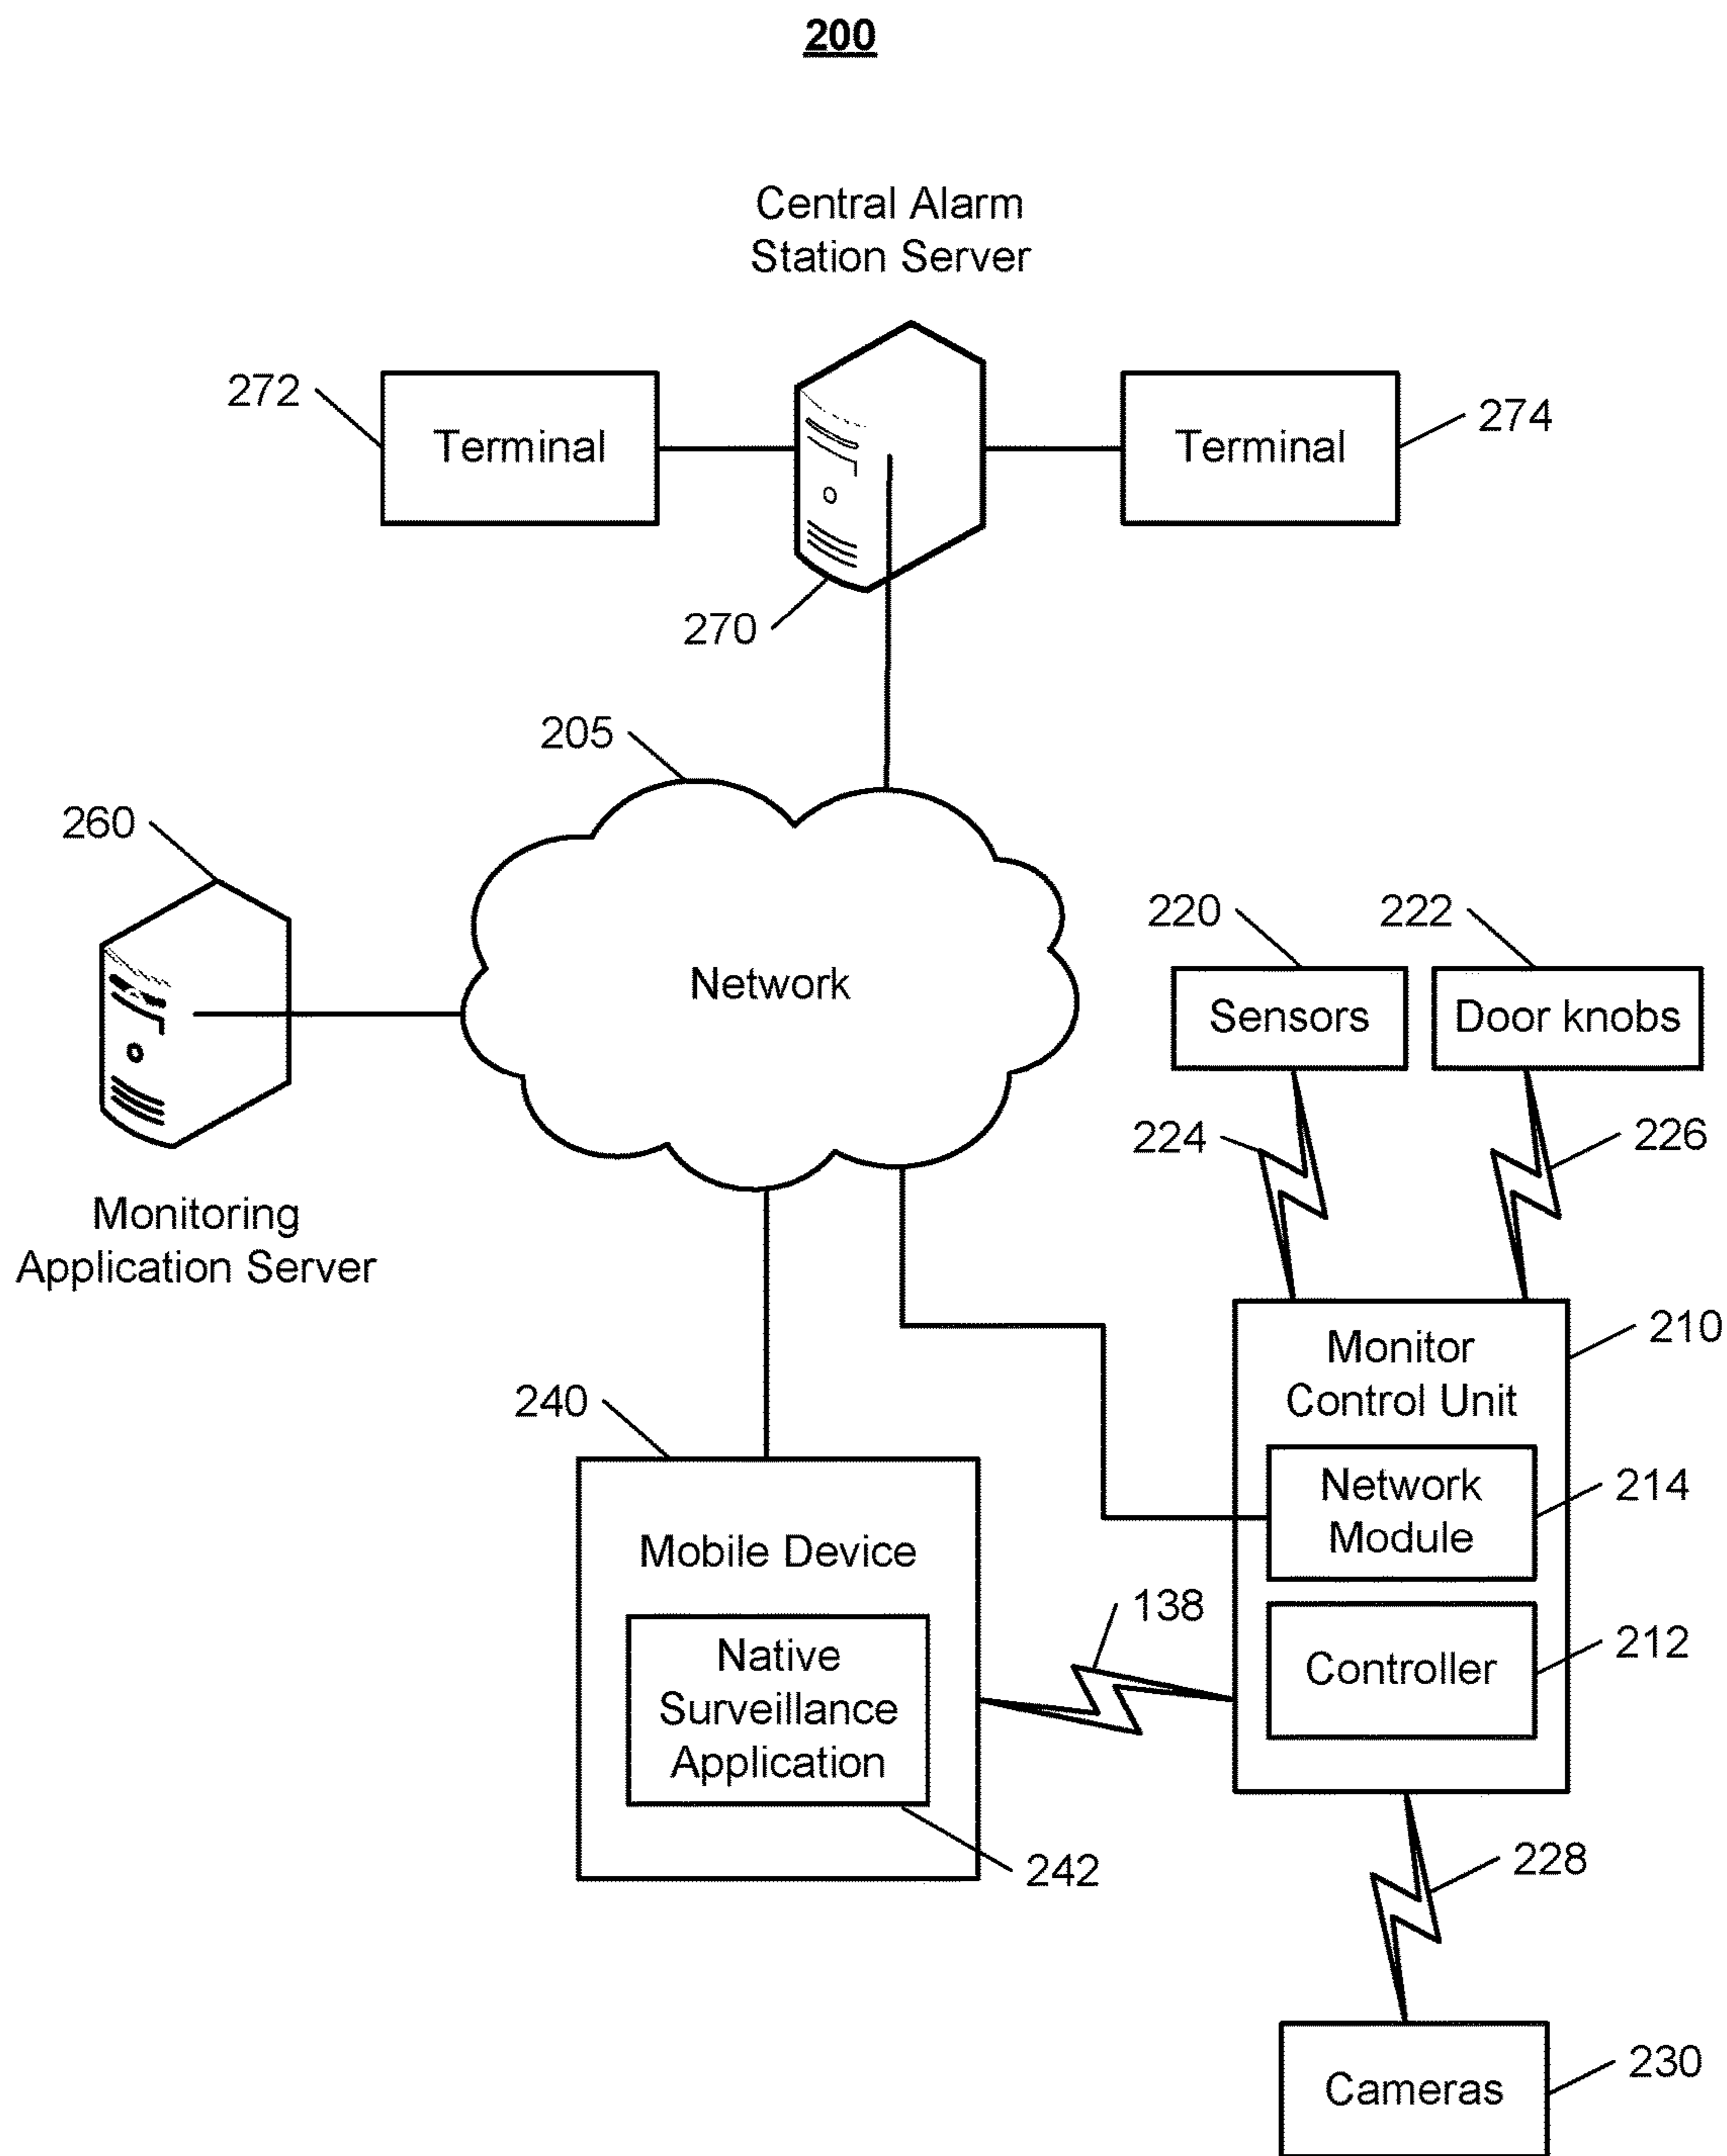 200
Central Alarm
Station Server
272
Terminal
Terminal
274
270
205
260
Network
220
222
Sensors
Door knobs
224
226
Monitoring
Application Server
210
Monitor
Control Unit
240
Network
Module
214
Mobile Device
138
Controller
212
Native
Surveillance
Application
242
228
230
Cameras